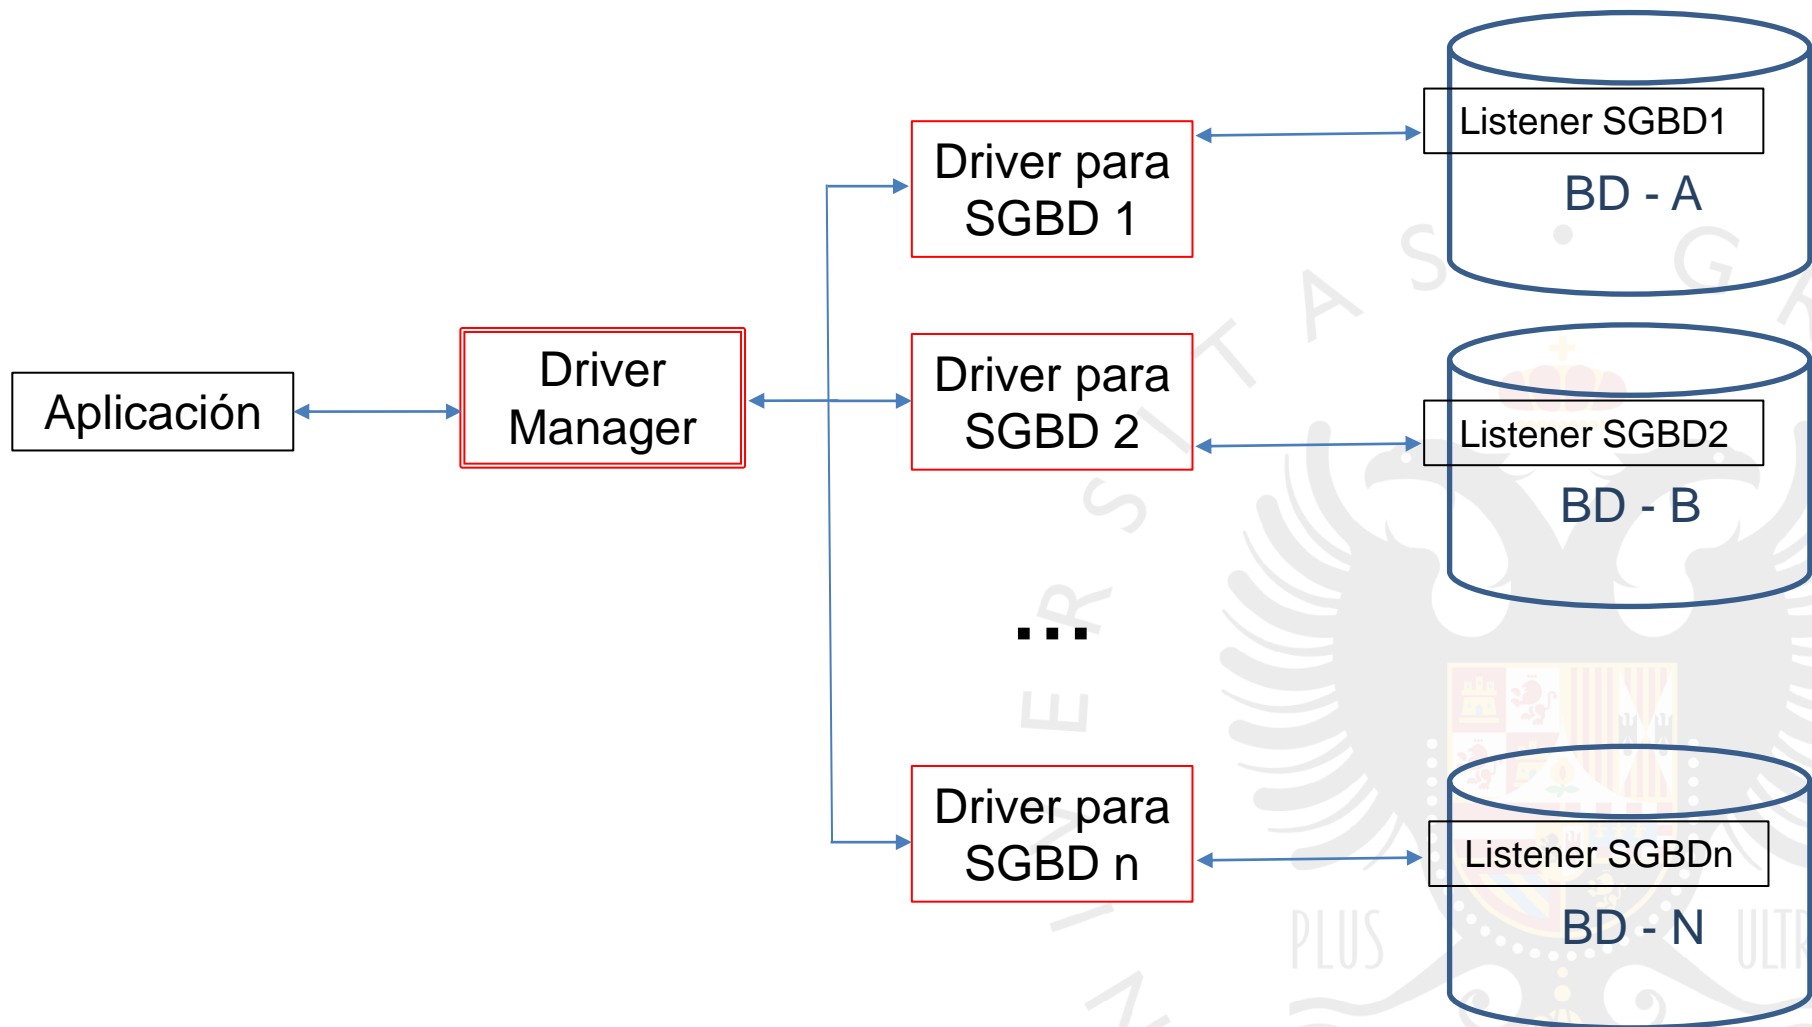 Aplicación
Driver
Manager
Driver para
SGBD 1
Driver para
SGBD 2
...
Driver para
SGBD n
Listener SGBD1
BD - A
Listener SGBD2
BD - B
Listener SGBDn
BD - N
PLUS